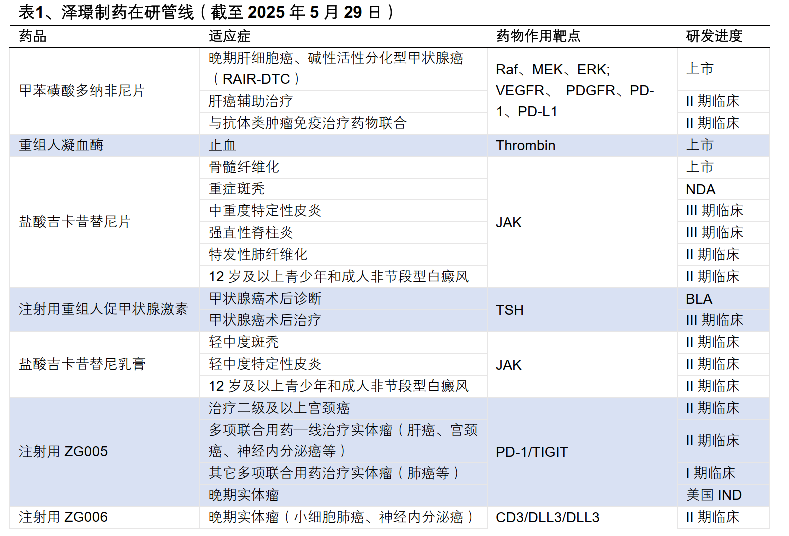 表1、泽璟制药在研管线（截至 2025 年 5 月 29 日）
药品 适应症 药物作用靶点 研发进度
甲苯磺酸多纳非尼片 晚期肝细胞癌、碱性活性分化型甲状腺癌（RAIR-DTC） Raf、MEK、ERK; VEGFR、 PDGFR、PD-1、PD-L1 上市
肝癌辅助治疗 II 期临床
与抗体类肿瘤免疫治疗药物联合 II 期临床
重组人凝血酶 止血 Thrombin 上市
盐酸吉卡昔替尼片 骨髓纤维化 JAK 上市
重症斑秃 NDA
中重度特定性皮炎 III 期临床
强直性脊柱炎 III 期临床
特发性肺纤维化 II 期临床
12 岁及以上青少年和成人非节段型白癜风 II 期临床
注射用重组人促甲状腺激素 甲状腺癌术后诊断 TSH BLA
甲状腺癌术后治疗 III 期临床
盐酸吉卡昔替尼乳膏 轻中度斑秃 JAK II 期临床
轻中度特定性皮炎 II 期临床
12 岁及以上青少年和成人非节段型白癜风 II 期临床
注射用 ZG005 治疗二级及以上宫颈癌 PD-1/TIGIT II 期临床
多项联合用药一线治疗实体瘤（肝癌、宫颈癌、神经内分泌癌等） II 期临床
其它多项联合用药治疗实体瘤（肺癌等） I 期临床
晚期实体瘤 美国 IND
注射用 ZG006 晚期实体瘤（小细胞肺癌、神经内分泌癌） CD3/DLL3/DLL3 II 期临床